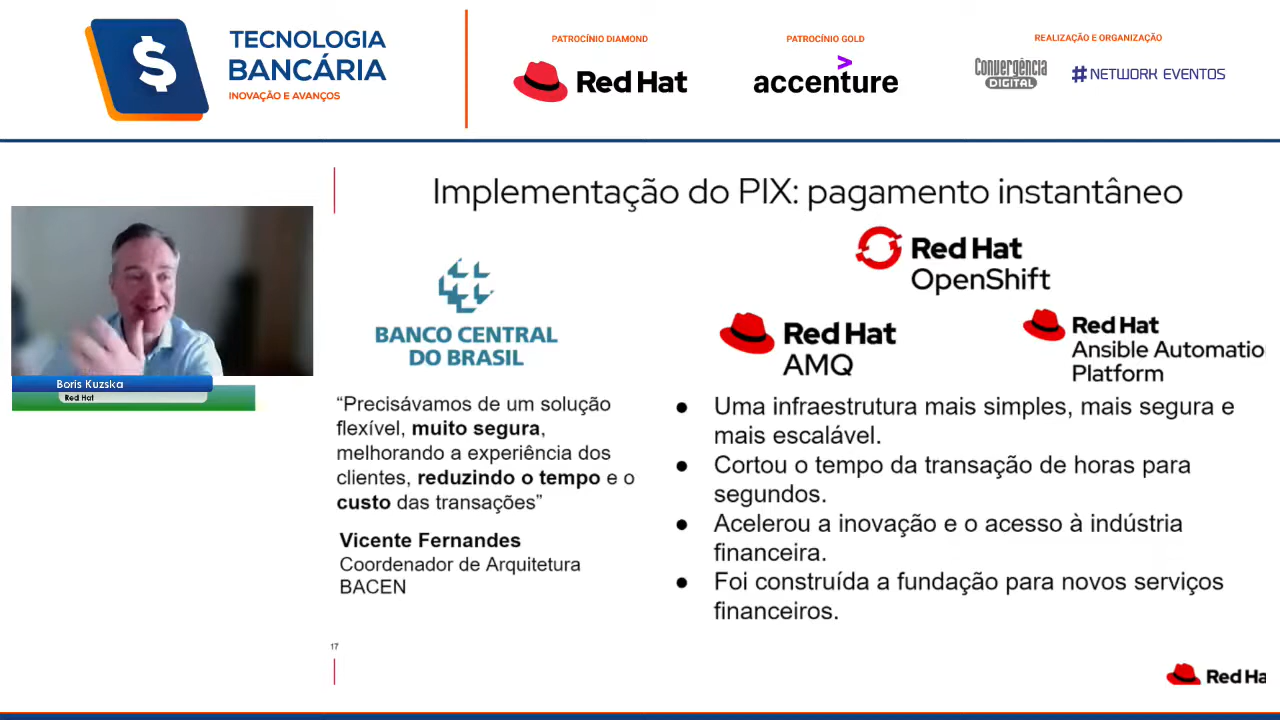 TECNOLOGIA
BANCÁRIA
INOVAÇÃO E AVANÇOS
PATROCÍNIO DIAMOND
Red Hat
PATROCÍNIO GOLD
accenture
REALIZAÇÃO E ORGANIZAÇÃO
Convergência
DIGITAL
#NETWORK EVENTOS
Implementação do PIX: pagamento instantâneo
Boris Kuzska
Red Hat
BANCO CENTRAL
DO BRASIL
“Precisávamos de um solução
flexível, muito segura,
melhorando a experiência dos
clientes, reduzindo o tempo e o
custo das transações”
Vicente Fernandes
Coordenador de Arquitetura
BACEN
Red Hat
OpenShift
Red Hat
AMQ
Red Hat
Ansible Automatio
Platform
● Uma infraestrutura mais simples, mais segura e
mais escalável.
● Cortou o tempo da transação de horas para
segundos.
● Acelerou a inovação e o acesso à indústria
financeira.
● Foi construída a fundação para novos serviços
financeiros.
17
Red Ha